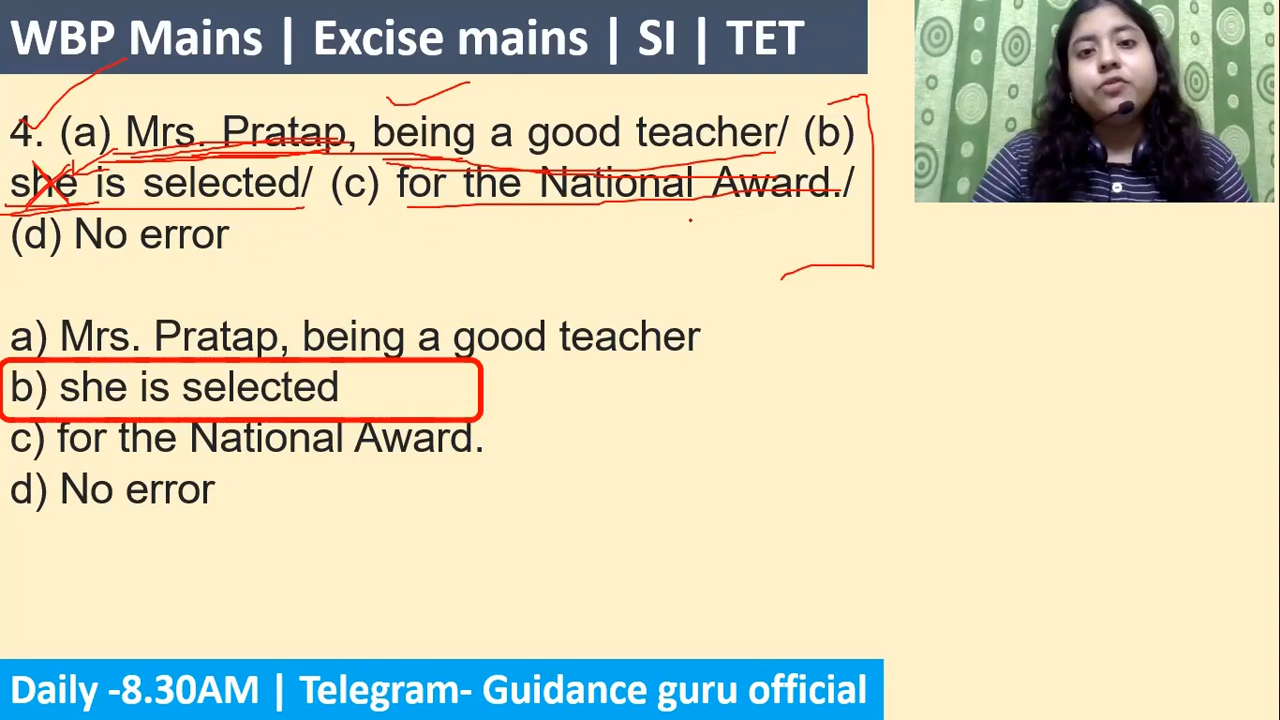 WBP Mains | Excise mains | SI | TET
4. (a) Mrs. Pratap, being a good teacher/ (b)
she is selected/ (c) for the National Award./
(d) No error
a) Mrs. Pratap, being a good teacher
b) she is selected
c) for the National Award.
d) No error
Daily -8.30AM | Telegram- Guidance guru official